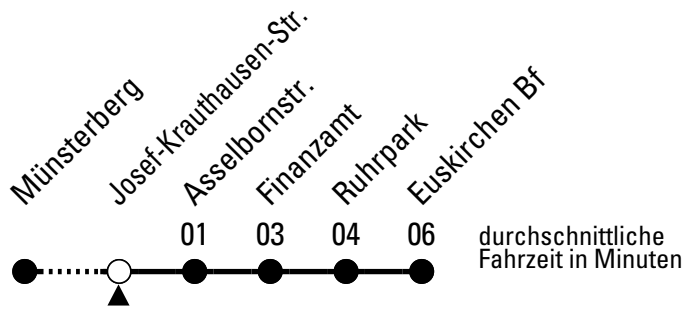 Münsterberg
Josef-Krauthausen-Str.
Asselbornstr.
Finanzamt
Ruhrpark
Euskirchen Bf
01 03 04 06
durchschnittliche
Fahrzeit in Minuten